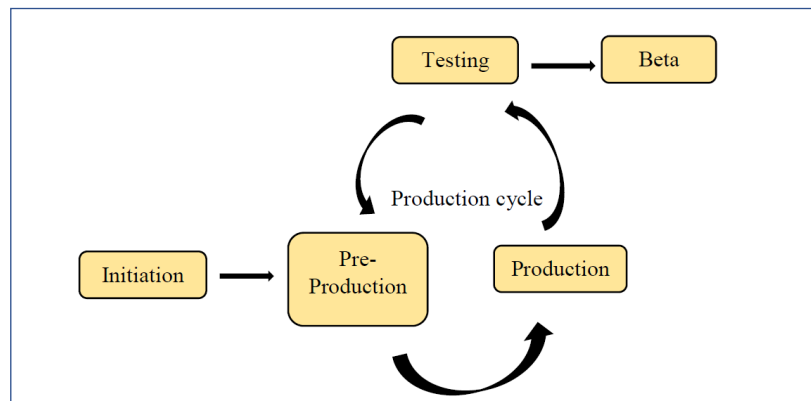 Testing
Beta
Production cycle
Initiation
Pre-
Production
Production